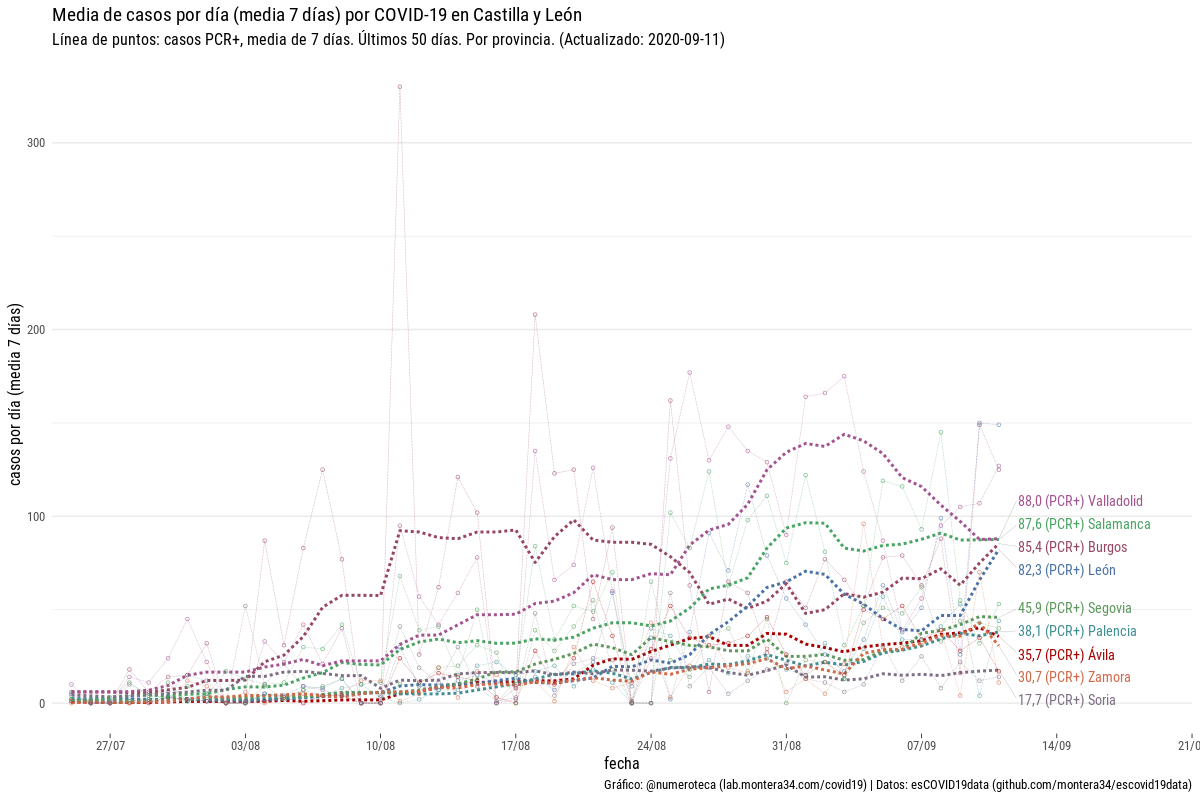 Media de casos por día (media 7 días) por COVID-19 en Castilla y León
Línea de puntos: casos PCR+, media de 7 días. Últimos 50 días. Por provincia. (Actualizado: 2020-09-11)
casos por día (media 7 días)
300
200
100
0
88,0 (PCR+) Valladolid
87,6 (PCR+) Salamanca
85,4 (PCR+) Burgos
82,3 (PCR+) León
45,9 (PCR+) Segovia
38,1 (PCR+) Palencia
35,7 (PCR+) Ávila
30,7 (PCR+) Zamora
17,7 (PCR+) Soria
27/07 03/08 10/08 17/08 24/08 31/08 07/09 14/09 21/0
fecha
Gráfico: @numeroteca (lab.montera34.com/covid19) | Datos: esCOVID19data (github.com/montera34/escovid19data)